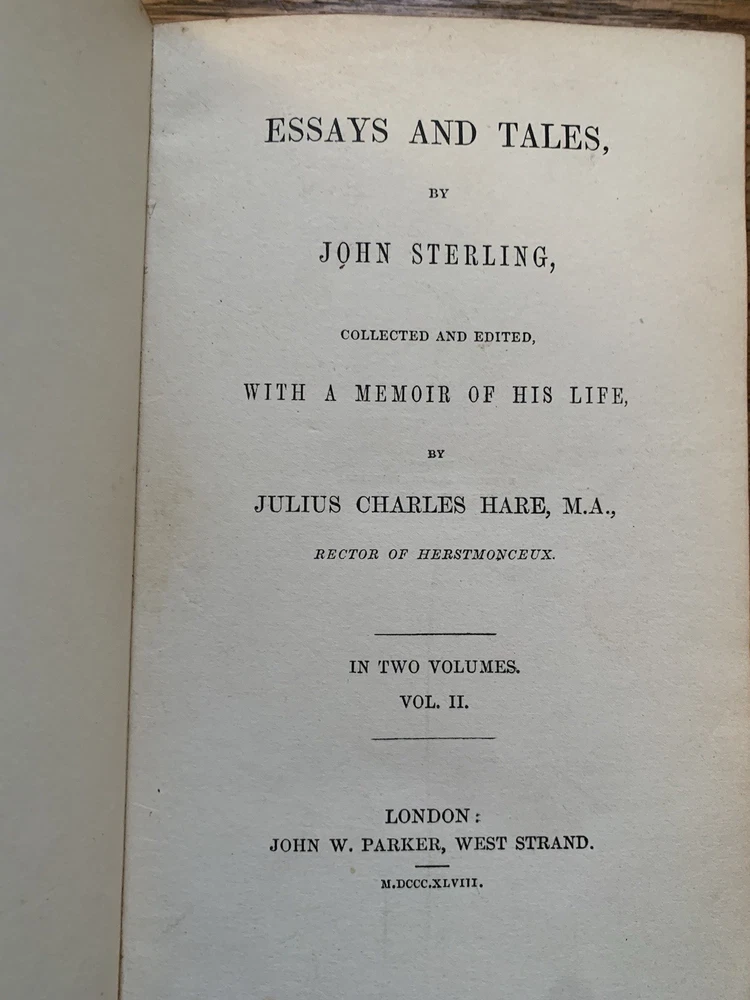 ESSAYS AND TALES,
BY
JOHN STERLING,
COLLECTED AND EDITED,
WITH A MEMOIR OF HIS LIFE,
BY
JULIUS CHARLES HARE, M.A.,
RECTOR OF HERSTMONCEUX.
IN TWO VOLUMES.
VOL. II.
LONDON:
JOHN W. PARKER, WEST STRAND.
M.DCCC.XLVIII.